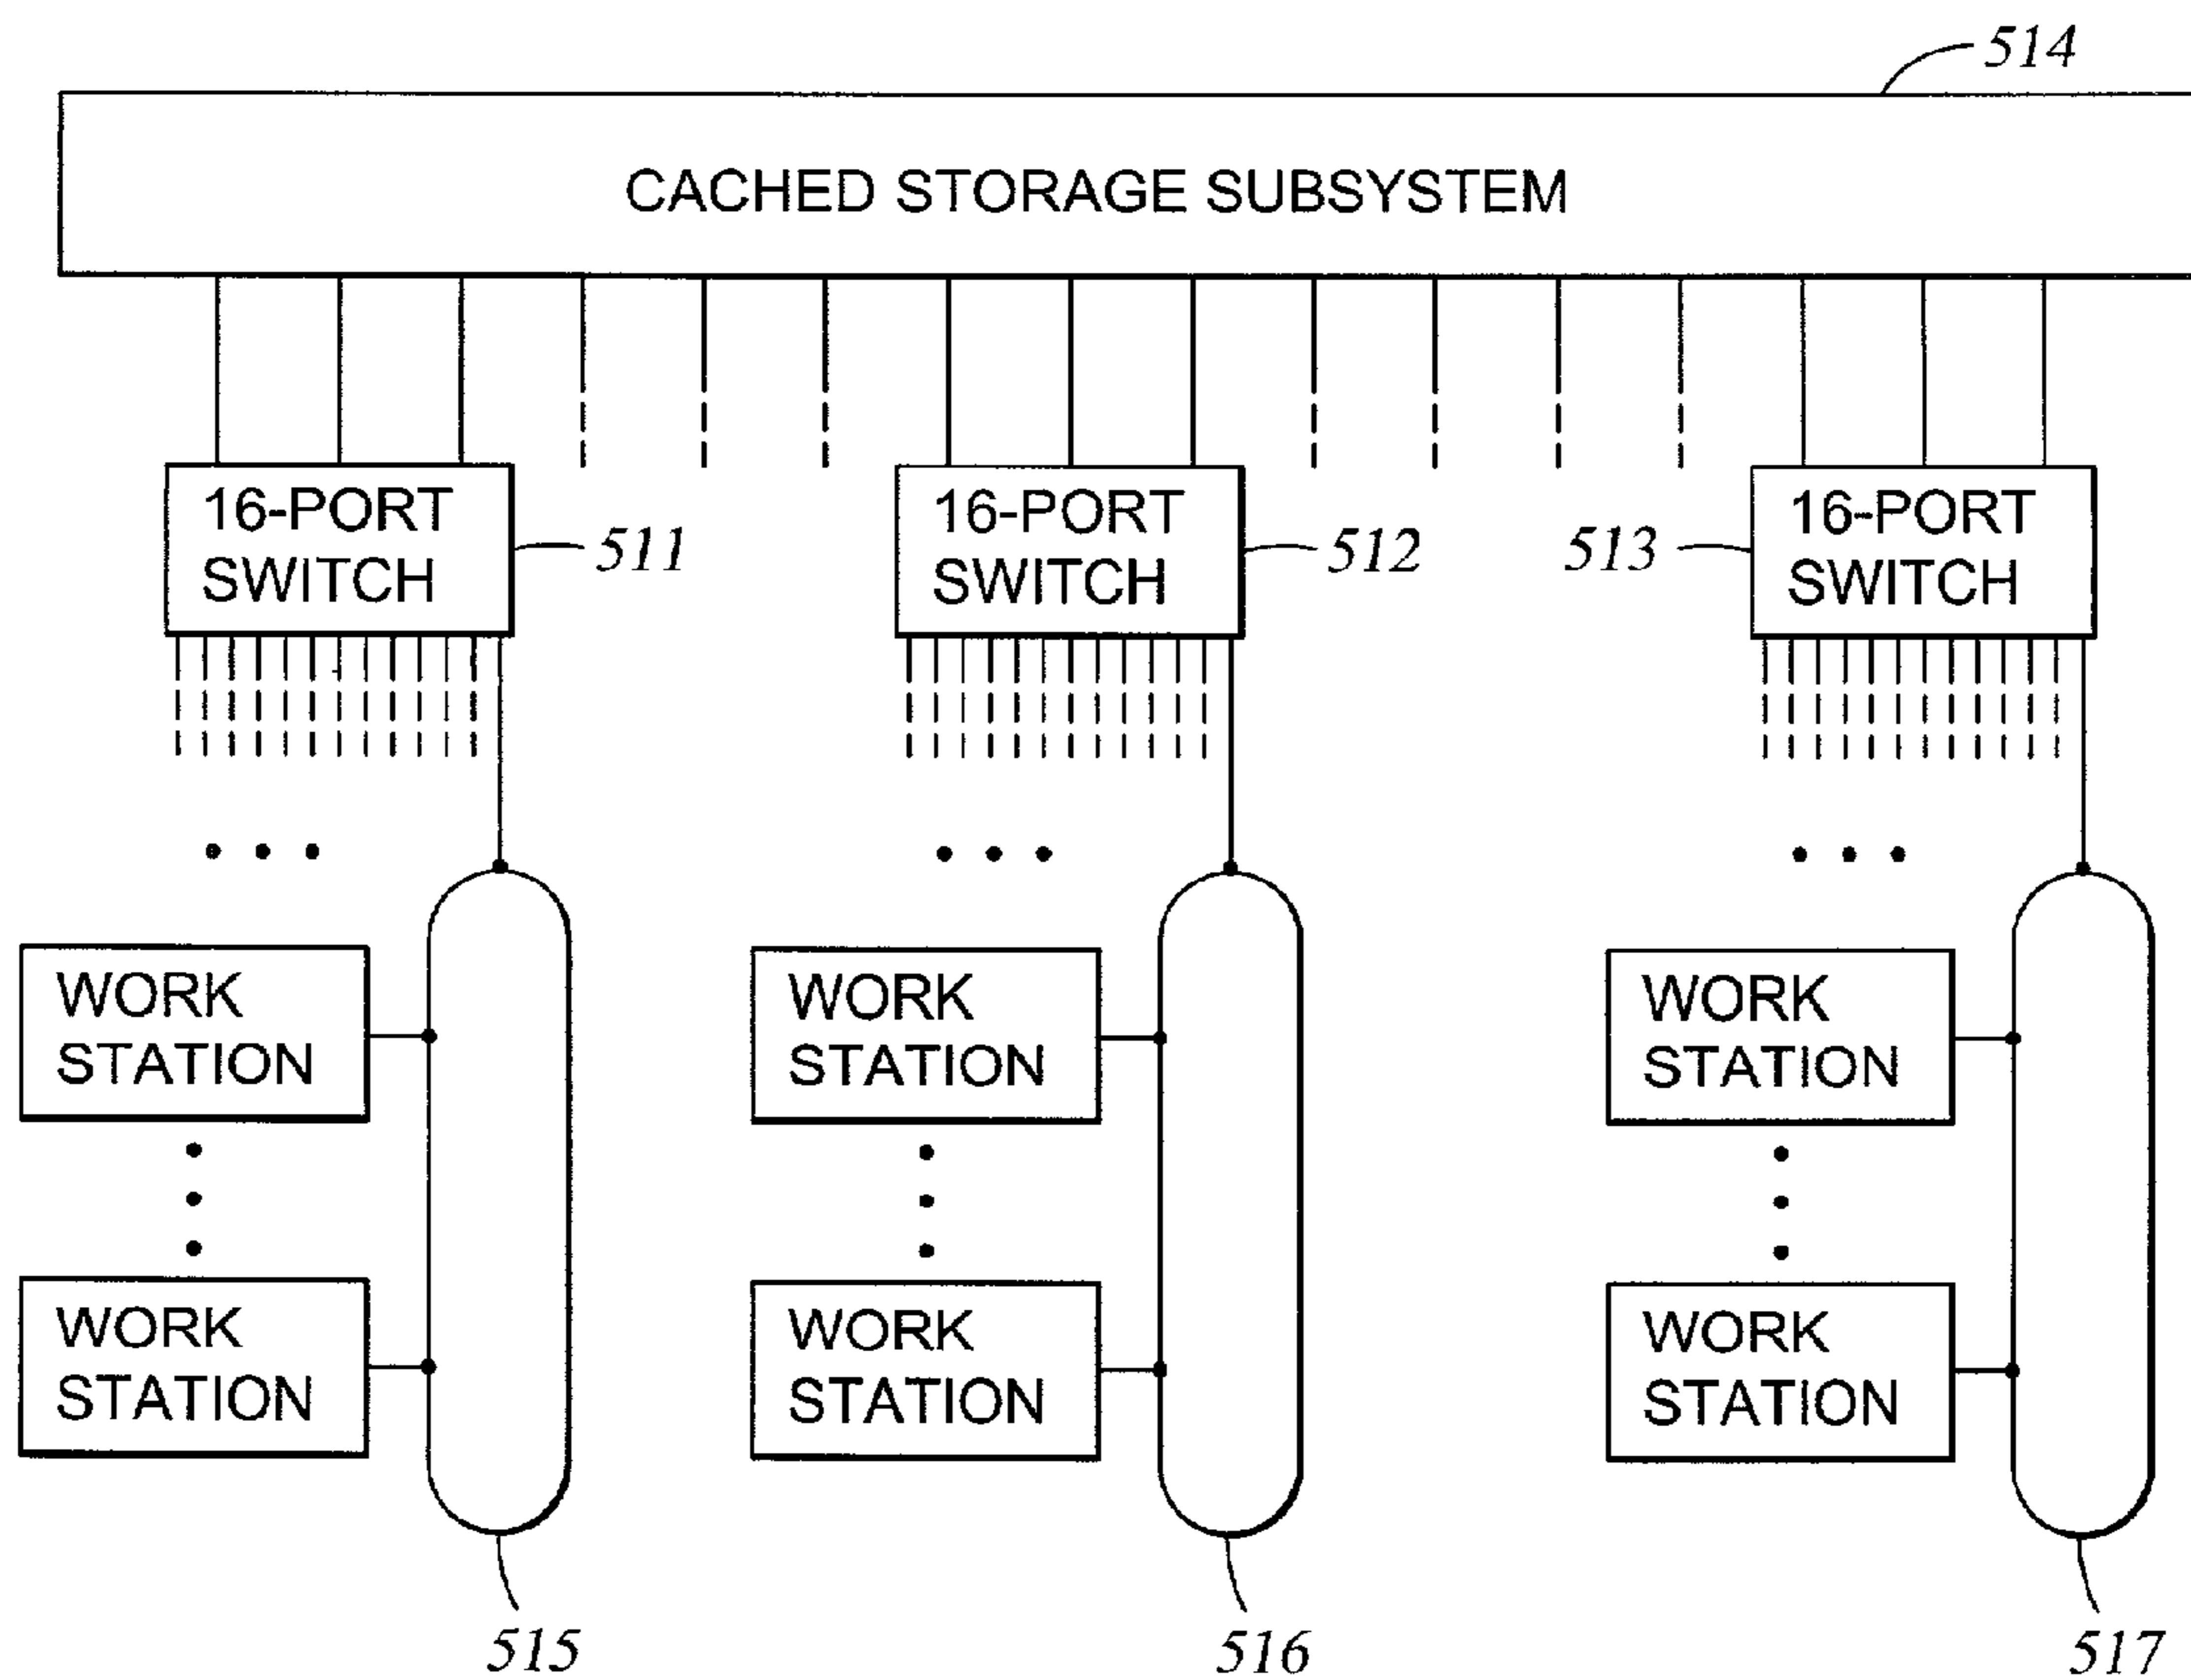 514
CACHED STORAGE SUBSYSTEM
16-PORT
SWITCH
511
16-PORT
SWITCH
512
513
16-PORT
SWITCH
WORK
STATION
WORK
STATION
WORK
STATION
WORK
STATION
WORK
STATION
WORK
STATION
515
516
517